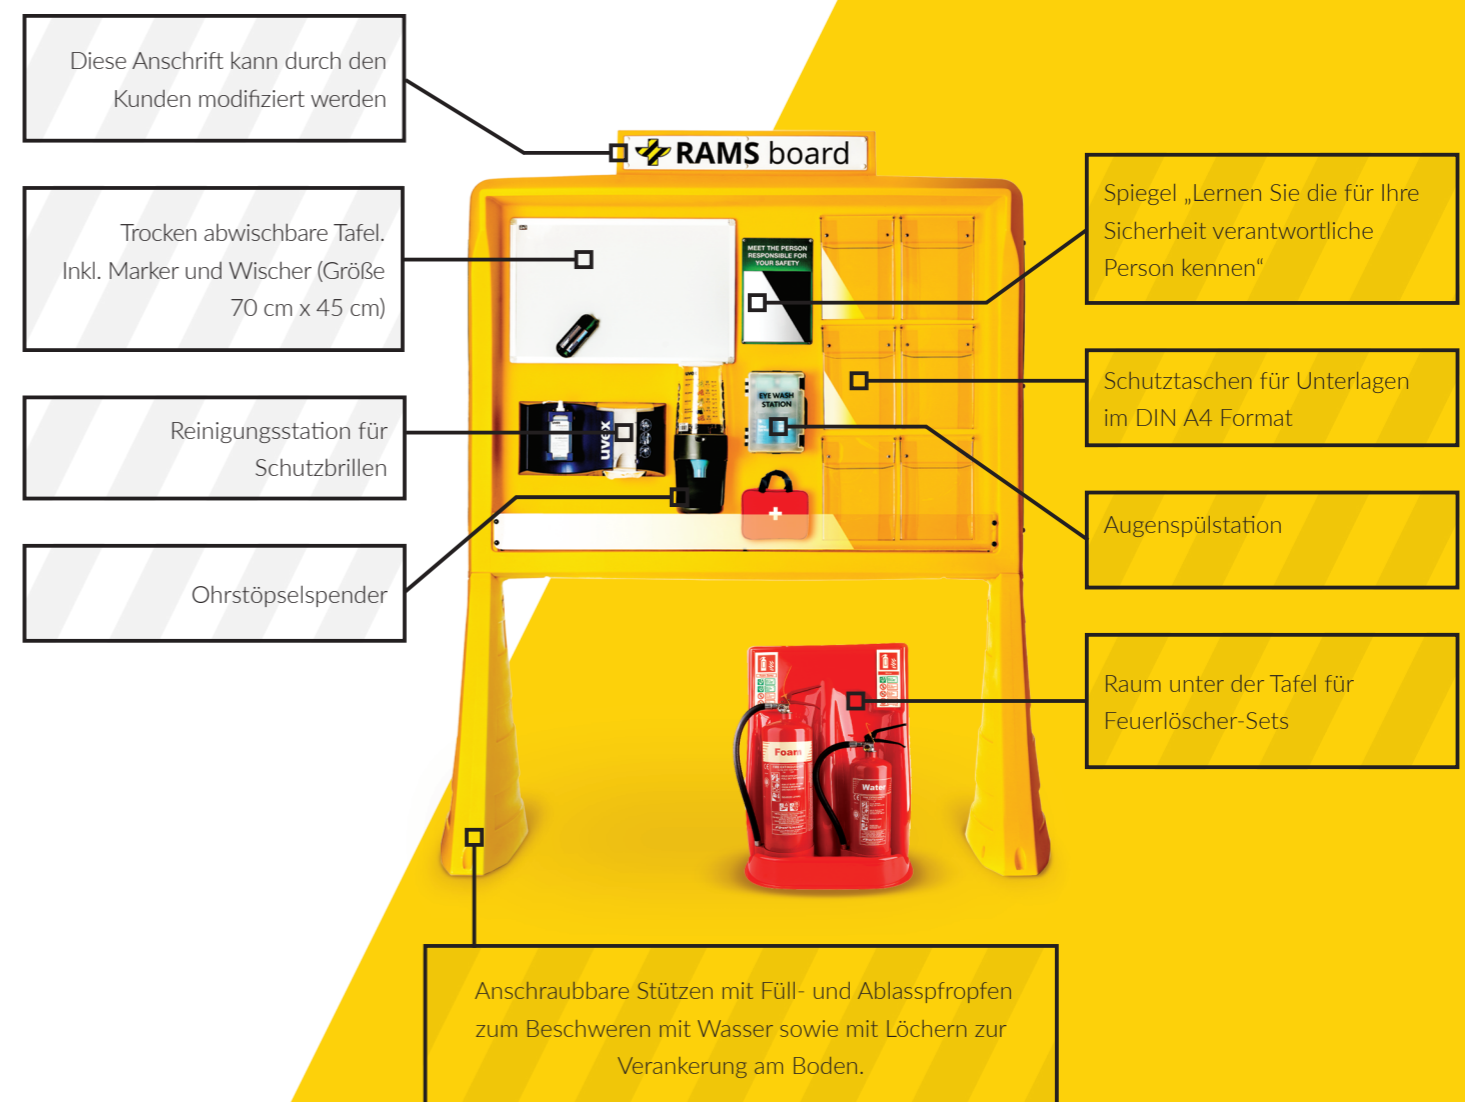 Diese Anschrift kann durch den
Kunden modifiziert werden
RAMS board
Trocken abwischbare Tafel.
Inkl. Marker und Wischer (Größe
70 cm x 45 cm)
MEET THE PERSON
RESPONSIBLE FOR
YOUR SAFETY
Spiegel „Lernen Sie die für Ihre
Sicherheit verantwortliche
Person kennen“
Schutztaschen für Unterlagen
im DIN A4 Format
EYE WASH
STATION
Reinigungsstation für
Schutzbrillen
uvex
Augenspülstation
Ohrstöpselspender
Raum unter der Tafel für
Feuerlöscher-Sets
Foam
Water
Anschraubbare Stützen mit Füll- und Ablasspfropfen
zum Beschweren mit Wasser sowie mit Löchern zur
Verankerung am Boden.